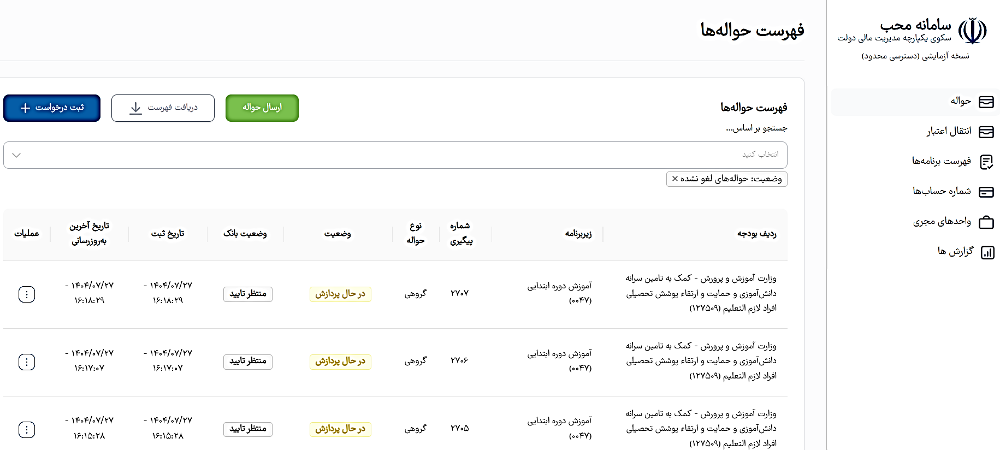 سامانه محب
سکوی یکپارچه مدیریت مالی دولت
نسخه آزمایشی (دسترسی محدود)
حواله
انتقال اعتبار
فهرست برنامه‌ها
شماره حساب‌ها
واحدهای مجری
گزارش ها
فهرست حواله‌ها
فهرست حواله‌ها
ارسال حواله
دریافت فهرست
ثبت درخواست
جستجو بر اساس...
انتخاب کنید
وضعیت: حواله‌های لغو نشده ×
ردیف بودجه
زیربرنامه
شماره
پیگیری
نوع
حواله
وضعیت
وضعیت بانک
تاریخ ثبت
تاریخ آخرین
به‌روزرسانی
عملیات
وزارت آموزش و پرورش - کمک به تامین سرانه
دانش‌آموزی و حمایت و ارتقاء پوشش تحصیلی
افراد لازم التعلیم (۱۲۷۵۰۹)
آموزش دوره ابتدایی
(۰۰۴۷)
۲۷۰۷
گروهی
در حال پردازش
منتظر تایید
۱۴۰۴/۰۷/۲۷ -
۱۶:۱۸:۲۹
۱۴۰۴/۰۷/۲۷ -
۱۶:۱۸:۲۹
وزارت آموزش و پرورش - کمک به تامین سرانه
دانش‌آموزی و حمایت و ارتقاء پوشش تحصیلی
افراد لازم التعلیم (۱۲۷۵۰۹)
آموزش دوره ابتدایی
(۰۰۴۷)
۲۷۰۶
گروهی
در حال پردازش
منتظر تایید
۱۴۰۴/۰۷/۲۷ -
۱۶:۱۷:۰۷
۱۴۰۴/۰۷/۲۷ -
۱۶:۱۷:۰۷
وزارت آموزش و پرورش - کمک به تامین سرانه
دانش‌آموزی و حمایت و ارتقاء پوشش تحصیلی
افراد لازم التعلیم (۱۲۷۵۰۹)
آموزش دوره ابتدایی
(۰۰۴۷)
۲۷۰۵
گروهی
در حال پردازش
منتظر تایید
۱۴۰۴/۰۷/۲۷ -
۱۶:۱۵:۲۸
۱۴۰۴/۰۷/۲۷ -
۱۶:۱۵:۲۸